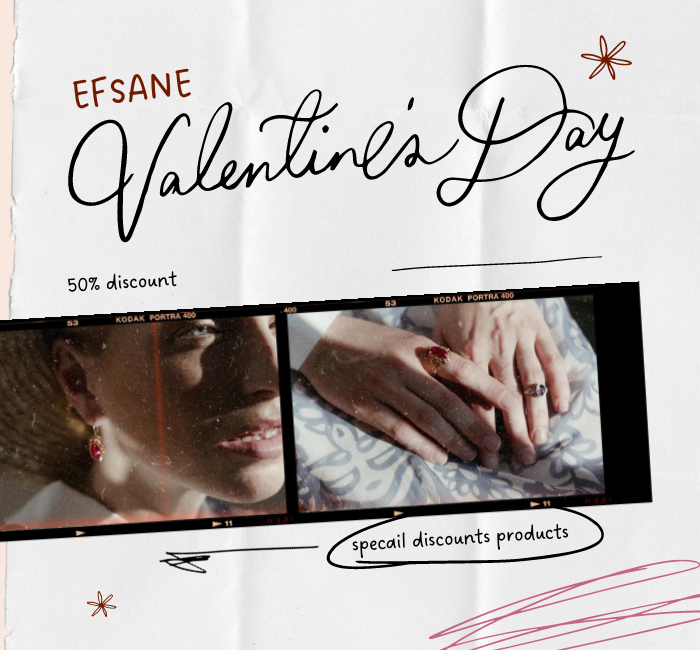 EFSANE
Valentine's Day
50% discount
53 KODAK PORTRA 400 400 53 KODAK PORTRA 400
11 11
specail discounts products